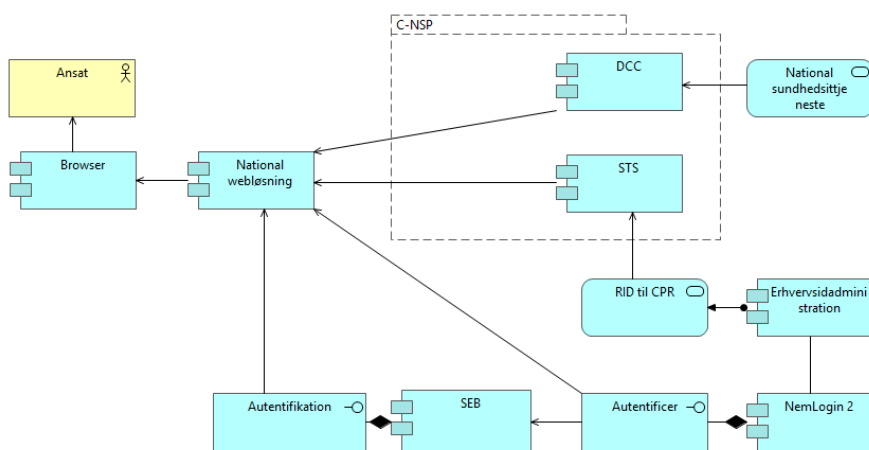 C-NSP
Ansat
DCC
National
sundhedsittje
neste
Browser
National
webløsning
STS
RID til CPR
Erhvervsidadmini
stration
Autentifikation
SEB
Autentificer
NemLogin 2